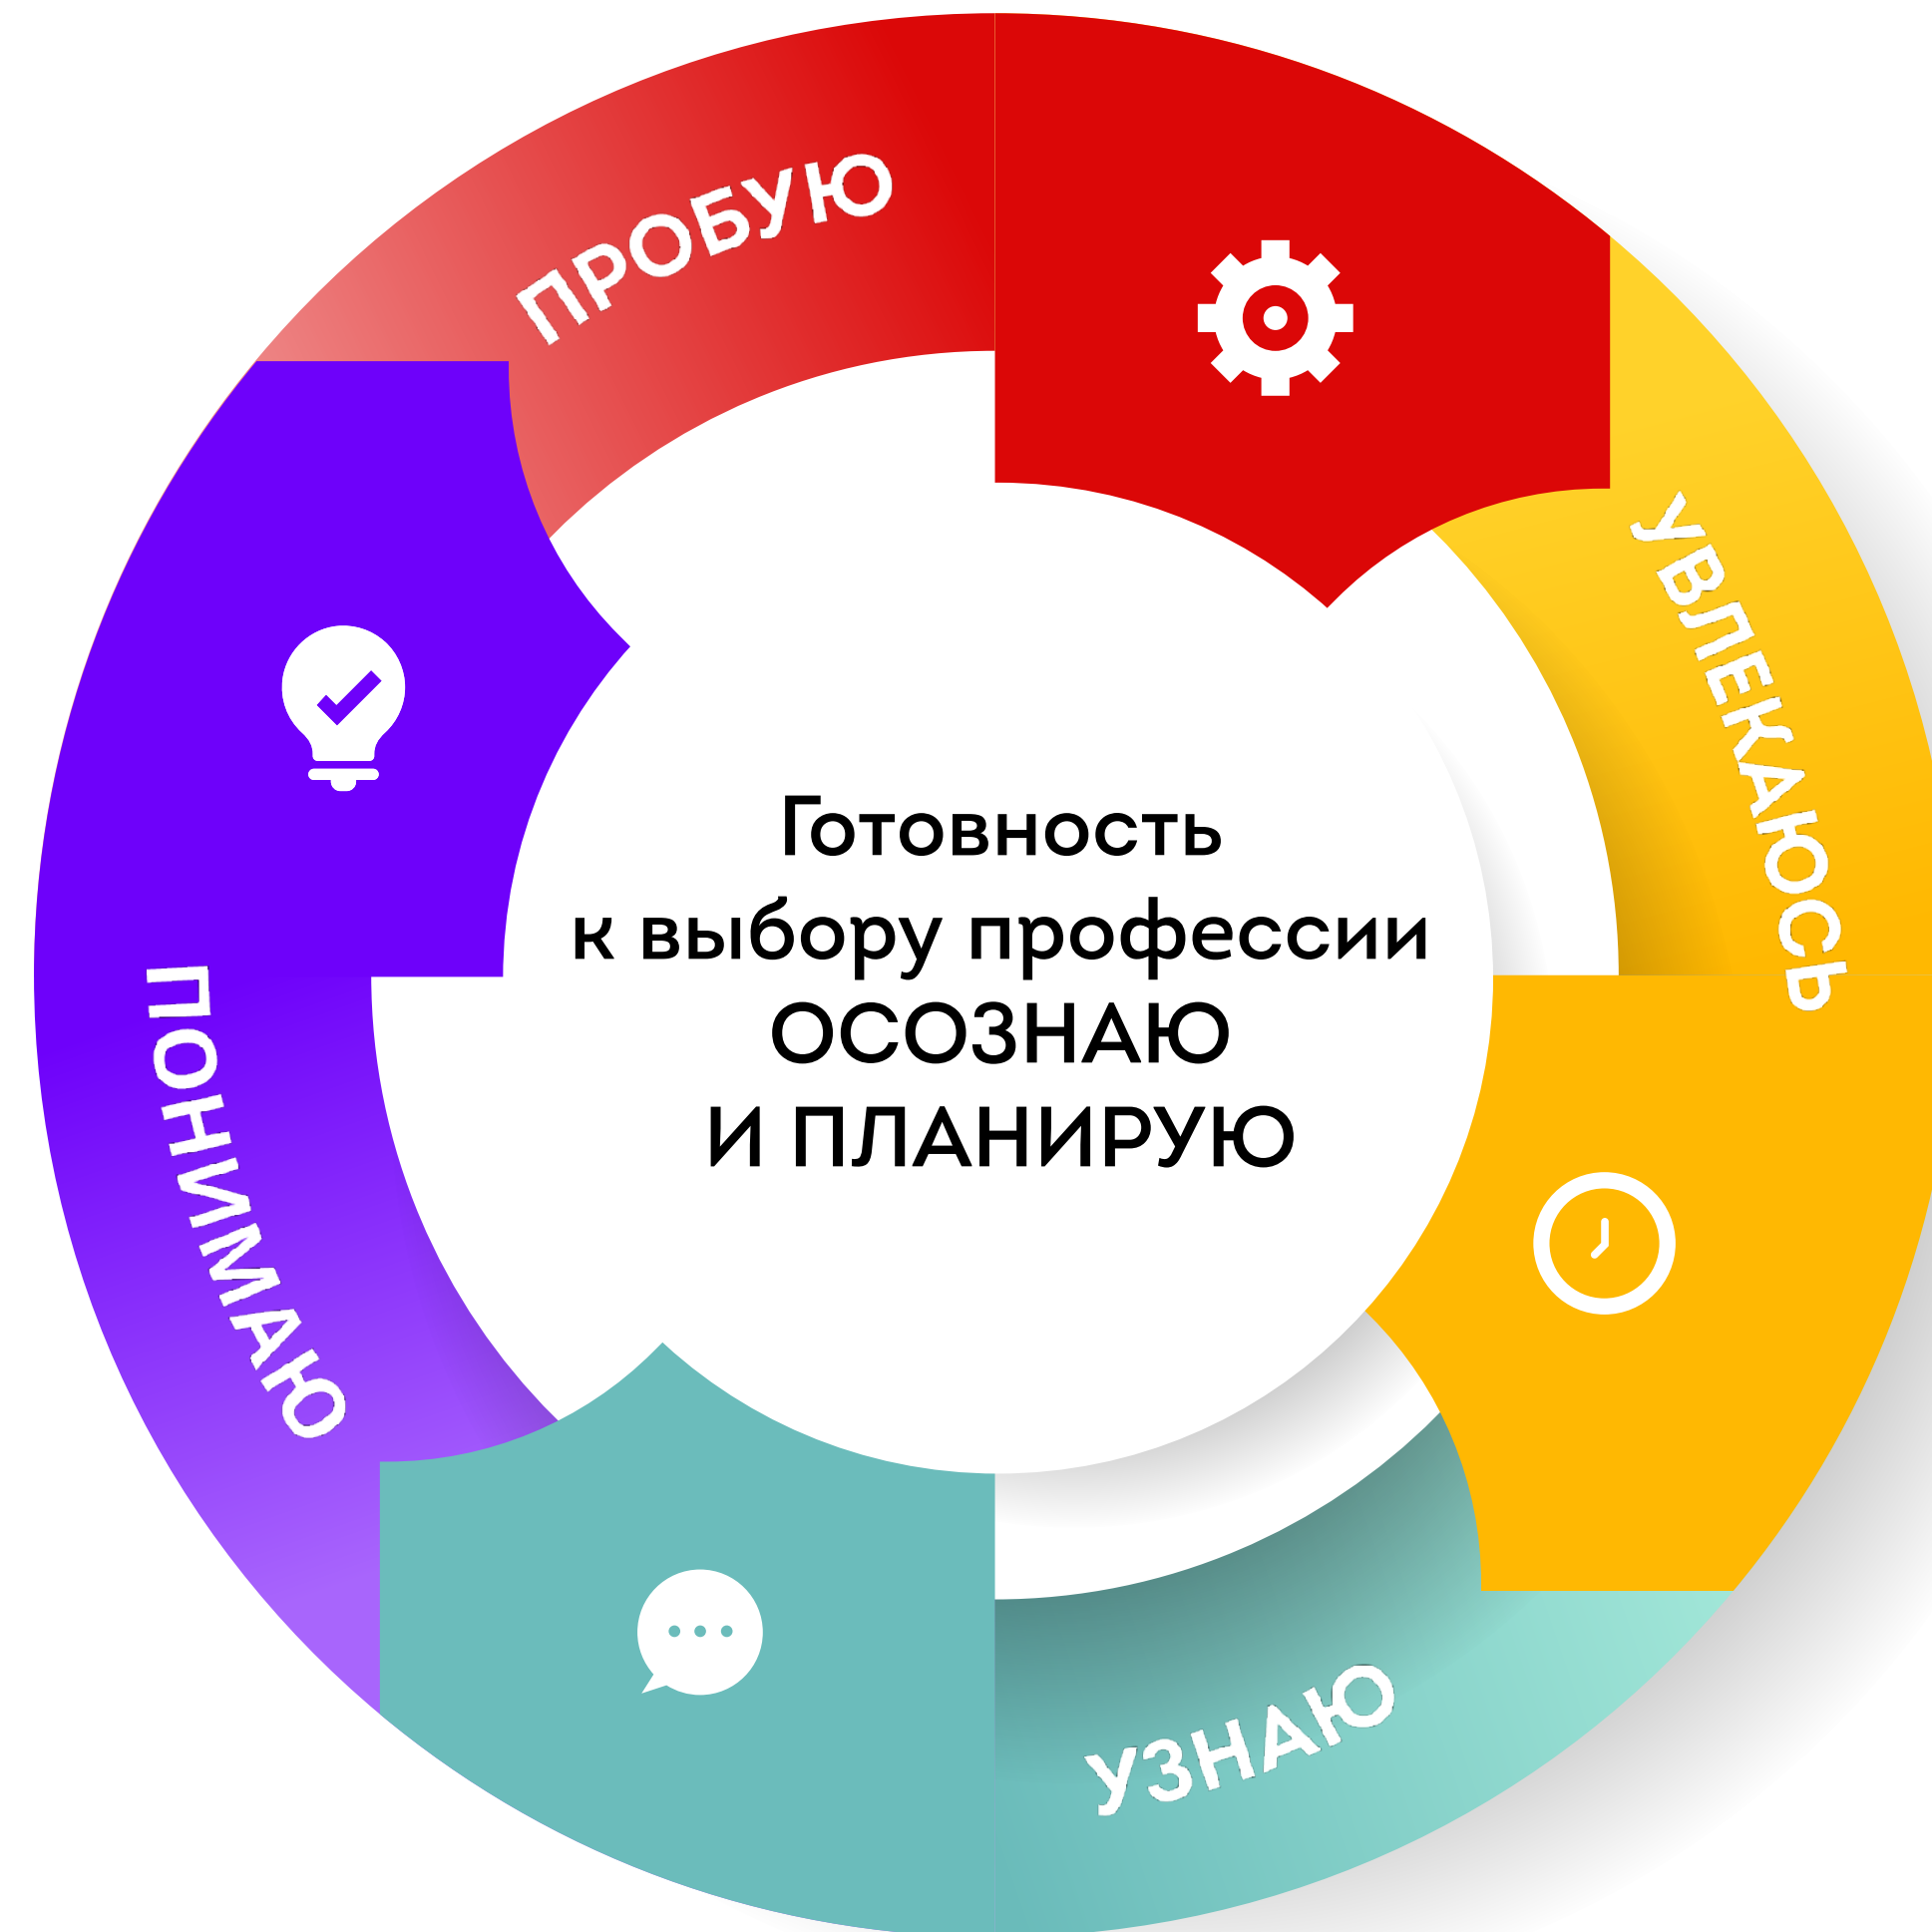 ПРОБУЮ
УВЛЕКАЮСЬ
Готовность
к выбору профессии
ОСОЗНАЮ
И ПЛАНИРУЮ
ПОНИМАЮ
УЗНАЮ